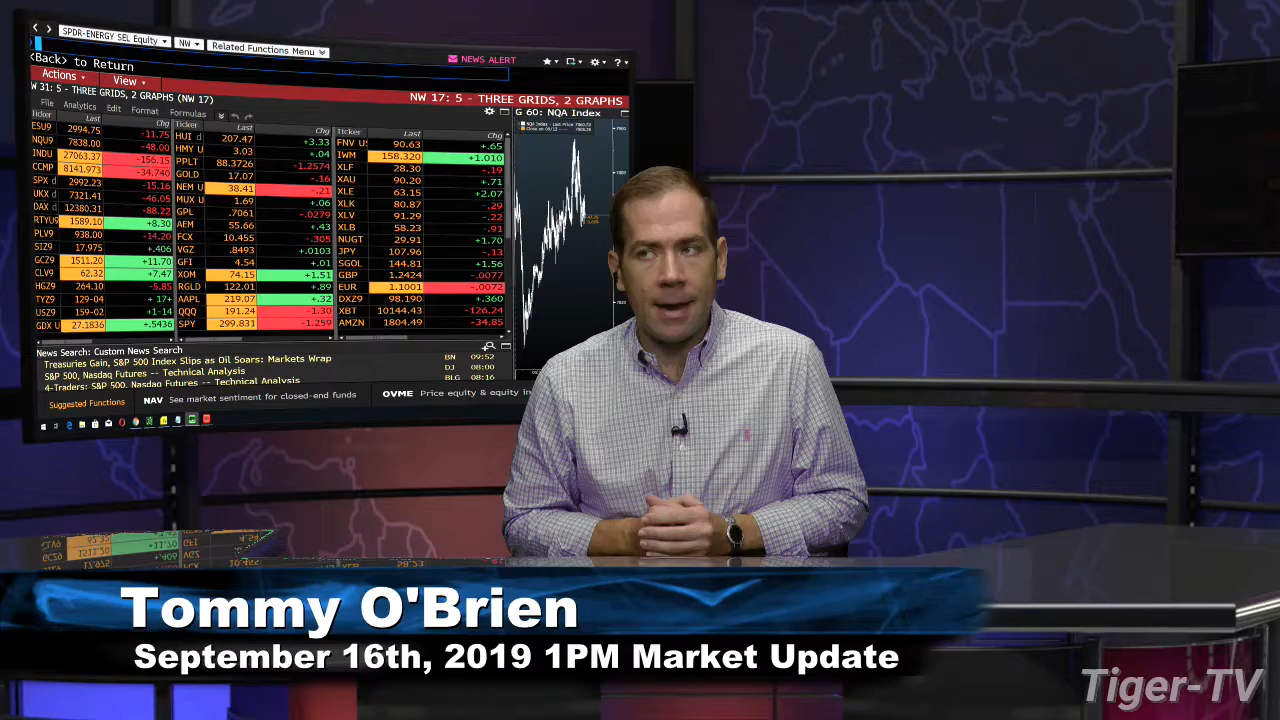 SPDR-ENERGY SEL Equity NW Related Functions Menu
<Back> to Return
NEWS ALERT
Actions View
W 31: 5 - THREE GRIDS, 2 GRAPHS (NW 17)
NW 17: 5 - THREE GRIDS, 2 GRAPHS
File Analytics Edit Format Formulas
G 60: NQA Index
Ticker Last Chg Ticker Last Chg Ticker Last Chg
ESU9 2994.75 -11.75 HUI d 207.47 +3.33 FNV US 90.63 +.65
NQU9 7838.00 -48.00 HMY U 3.03 +.04 IWM 158.320 +1.010
INDU 27063.37 -156.15 PPLT 88.3726 -1.2574 XLF 28.30 -.19
CCMP 8141.973 -34.740 GOLD 17.07 -.16 XAU 90.20 +.71
SPX d 2992.23 -15.16 NEM U 38.41 -.21 XLE 63.15 +2.07
UKX d 7321.41 -46.05 MUX U 1.69 +.06 XLK 80.87 -.29
DAX d 12380.31 -88.22 GPL .7061 -.0279 XLV 91.29 -.22
RTYU9 1589.10 +8.30 AEM 55.66 +.43 XLB 58.23 -.91
PLV9 938.00 -14.20 FCX 10.455 -.305 NUGT 29.91 +1.70
SIZ9 17.975 +.406 VGZ .8493 +.0103 JPY 107.96 -.13
GCZ9 1511.20 +11.70 GFI 4.54 +.01 SGOL 144.81 +1.56
CLV9 62.32 +7.47 XOM 74.15 +1.51 GBP 1.2424 -.0077
HGZ9 264.10 -5.85 RGLD 122.01 +.89 EUR 1.1001 -.0072
TYZ9 129-04 + 17+ AAPL 219.07 +.32 DXZ9 98.190 +.360
USZ9 159-02 +1-14 QQQ 191.24 -1.30 XBT 10144.43 -126.24
GDX U 27.1836 +.5436 SPY 299.831 -1.259 AMZN 1804.49 -34.85
News Search: Custom News Search
Treasuries Gain, S&P 500 Index Slips as Oil Soars: Markets Wrap BN 09:52
S&P 500, Nasdaq Futures -- Technical Analysis DJ 08:00
4-Traders: S&P 500, Nasdaq Futures -- Technical Analysis BLG 08:16
Suggested Functions NAV See market sentiment for closed-end funds OVME Price equity & equity in
Tommy O'Brien
September 16th, 2019 1PM Market Update
Tiger-TV